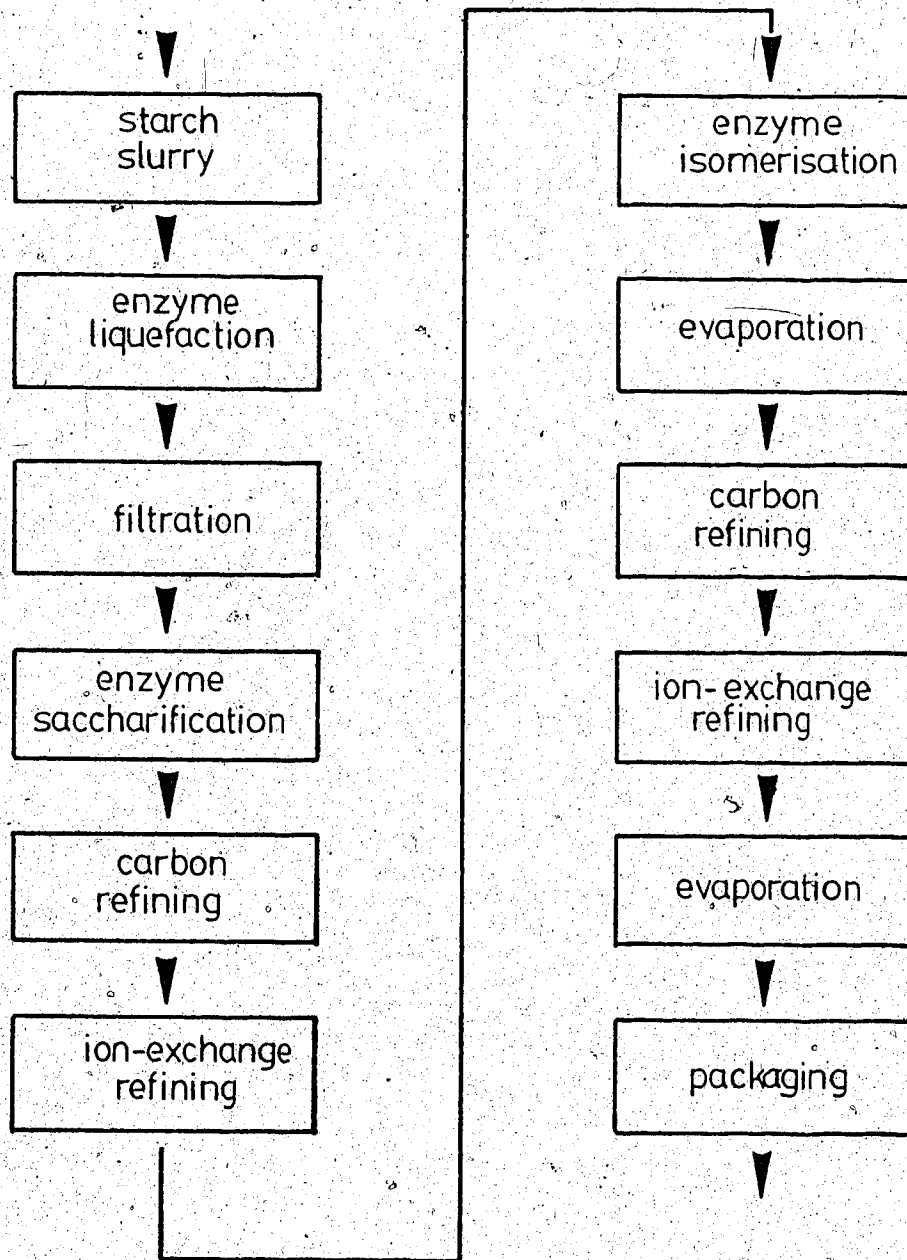 starch
slurry
enzyme
liquefaction
filtration
enzyme
saccharification
carbon
refining
ion-exchange
refining
enzyme
isomerisation
evaporation
carbon
refining
ion-exchange
refining
evaporation
packaging